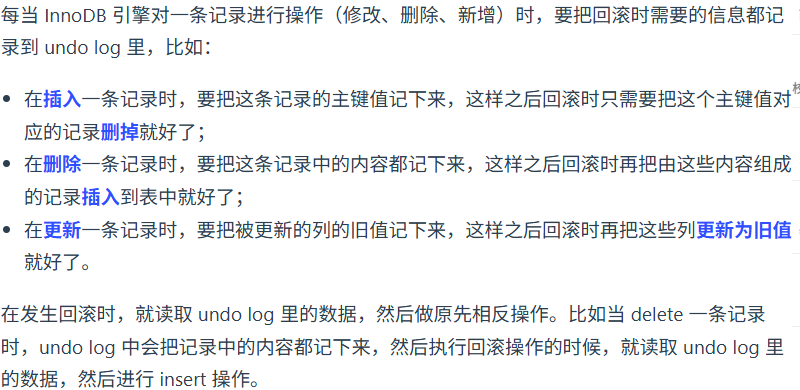 每当 InnoDB 引擎对一条记录进行操作（修改、删除、新增）时，要把回滚时需要的信息都记
录到 undo log 里，比如：
在插入一条记录时，要把这条记录的主键值记下来，这样之后回滚时只需要把这个主键值对
应的记录删掉就好了；
在删除一条记录时，要把这条记录中的内容都记下来，这样之后回滚时再把由这些内容组成
的记录插入到表中就好了；
在更新一条记录时，要把被更新的列的旧值记下来，这样之后回滚时再把这些列更新为旧值
就好了。
在发生回滚时，就读取 undo log 里的数据，然后做原先相反操作。比如当 delete 一条记录
时，undo log 中会把记录中的内容都记下来，然后执行回滚操作的时候，就读取 undo log 里
的数据，然后进行 insert 操作。